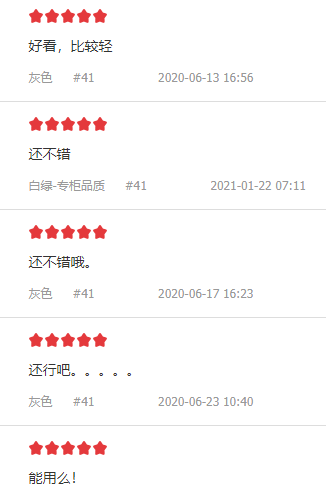 好看，比较轻
灰色 #41 2020-06-13 16:56
还不错
白绿-专柜品质 #41 2021-01-22 07:11
还不错哦。
灰色 #41 2020-06-17 16:23
还行吧。。。。。
灰色 #41 2020-06-23 10:40
能用么！